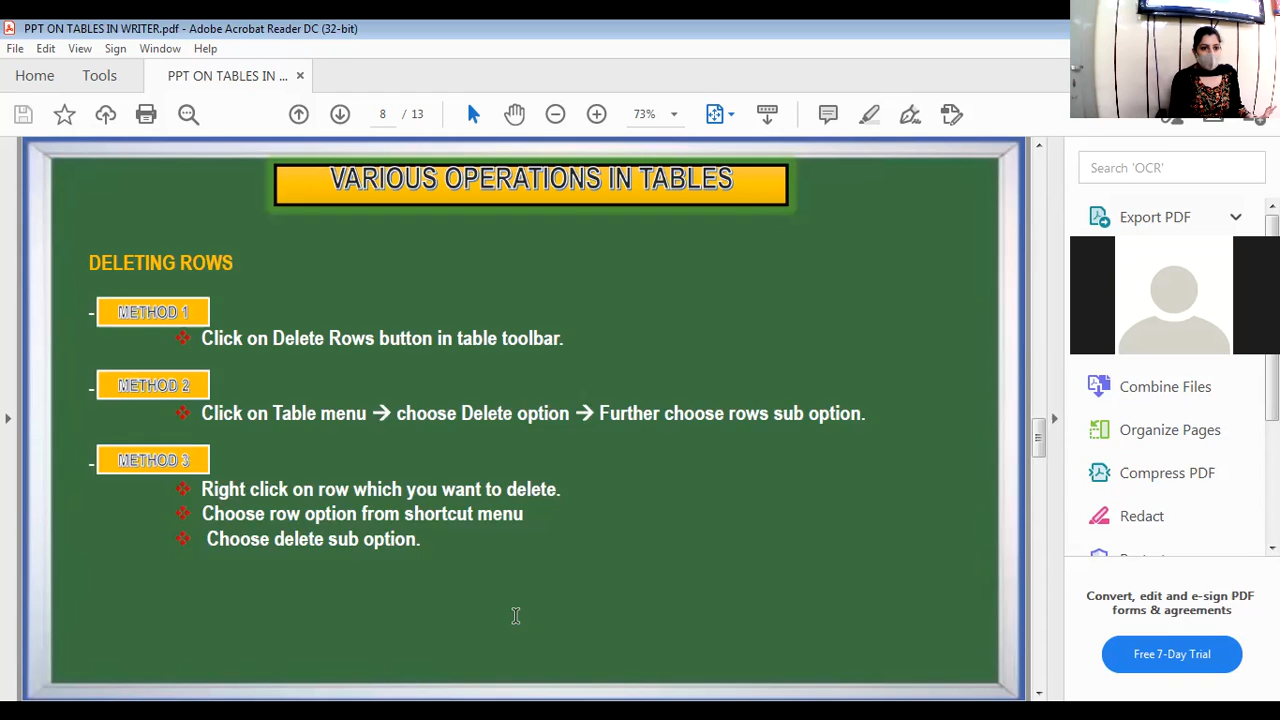 PPT ON TABLES IN WRITER.pdf - Adobe Acrobat Reader DC (32-bit)
File Edit View Sign Window Help
Home Tools PPT ON TABLES IN ... ×
8 / 13 73%
Search 'OCR'
VARIOUS OPERATIONS IN TABLES
Export PDF
DELETING ROWS
- METHOD 1
❖ Click on Delete Rows button in table toolbar.
- METHOD 2
❖ Click on Table menu → choose Delete option → Further choose rows sub option.
- METHOD 3
❖ Right click on row which you want to delete.
❖ Choose row option from shortcut menu
❖ Choose delete sub option.
Combine Files
Organize Pages
Compress PDF
Redact
Convert, edit and e-sign PDF
forms & agreements
Free 7-Day Trial